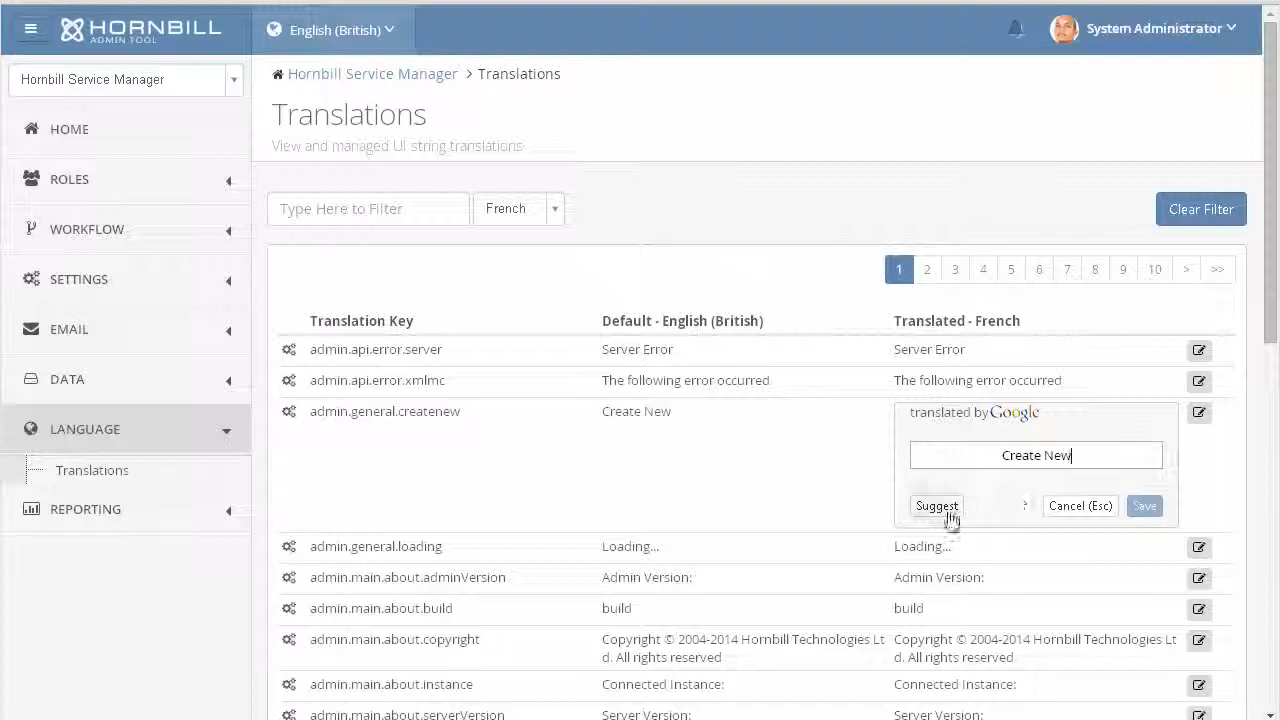 HORNBILL
ADMIN TOOL
English (British)
System Administrator
Hornbill Service Manager
HOME
ROLES
WORKFLOW
SETTINGS
EMAIL
DATA
LANGUAGE
Translations
REPORTING
Hornbill Service Manager > Translations
Translations
View and managed UI string translations
Type Here to Filter
French
Clear Filter
1 2 3 4 5 6 7 8 9 10 > >>
Translation Key Default - English (British) Translated - French
admin.api.error.server Server Error Server Error
admin.api.error.xmlmc The following error occurred The following error occurred
admin.general.createnew Create New translated by Google
Create New
Suggest Cancel (Esc) Save
admin.general.loading Loading... Loading...
admin.main.about.adminVersion Admin Version: Admin Version:
admin.main.about.build build build
admin.main.about.copyright Copyright © 2004-2014 Hornbill Technologies Lt Copyright © 2004-2014 Hornbill Technologies Lt
d. All rights reserved d. All rights reserved
admin.main.about.instance Connected Instance: Connected Instance:
admin.main.about.serverVersion Server Version: Server Version: